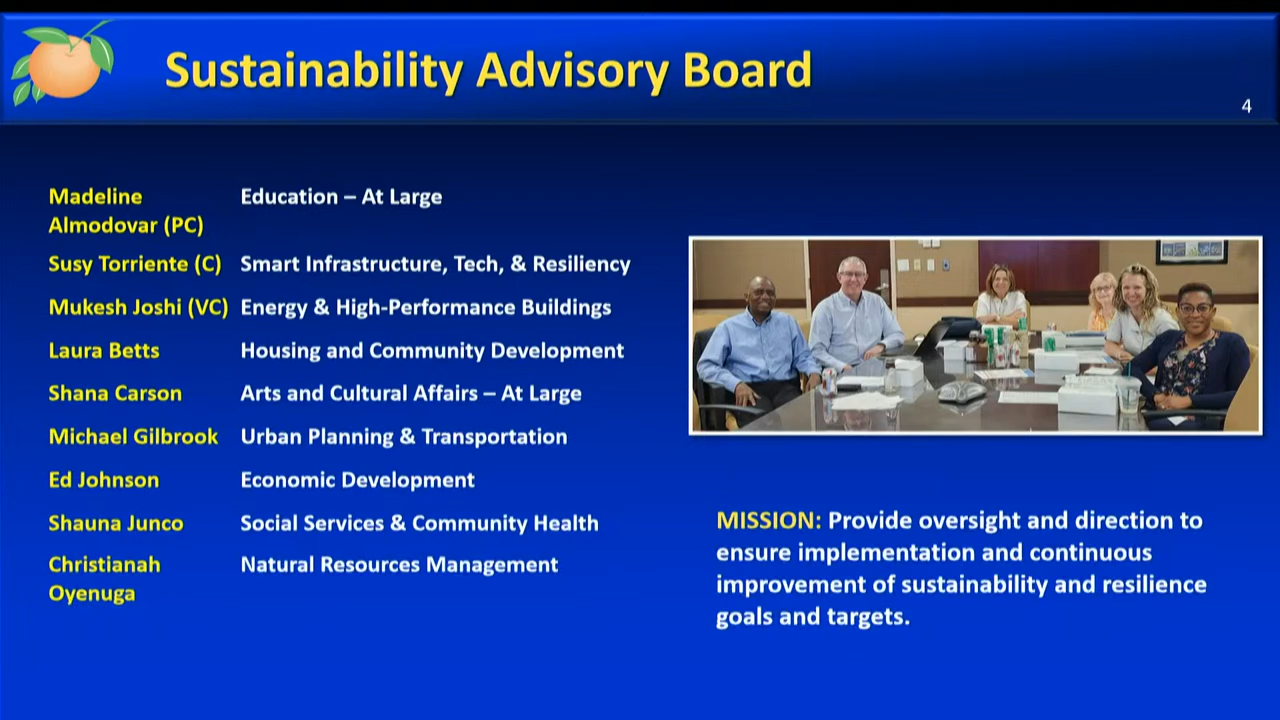 Sustainability Advisory Board
4
Madeline
Almodovar (PC)
Education – At Large
Susy Torriente (C)
Smart Infrastructure, Tech, & Resiliency
Mukesh Joshi (VC)
Energy & High-Performance Buildings
Laura Betts
Housing and Community Development
Shana Carson
Arts and Cultural Affairs – At Large
Michael Gilbrook
Urban Planning & Transportation
Ed Johnson
Economic Development
Shauna Junco
Social Services & Community Health
Christianah
Oyenuga
Natural Resources Management
MISSION: Provide oversight and direction to
ensure implementation and continuous
improvement of sustainability and resilience
goals and targets.